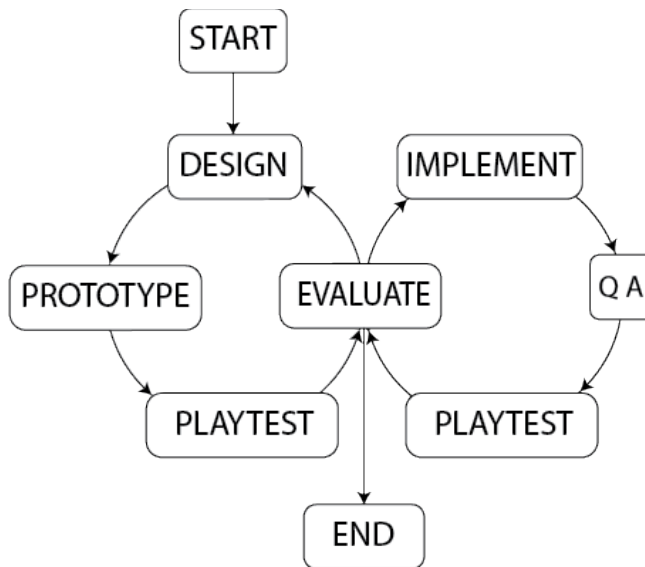 START
DESIGN
IMPLEMENT
PROTOTYPE
EVALUATE
Q A
PLAYTEST
PLAYTEST
END